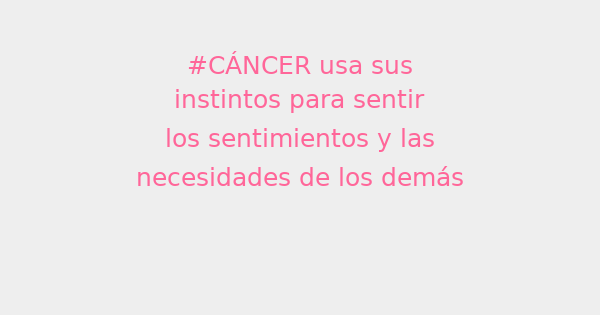 #CÁNCER usa sus
instintos para sentir
los sentimientos y las
necesidades de los demás